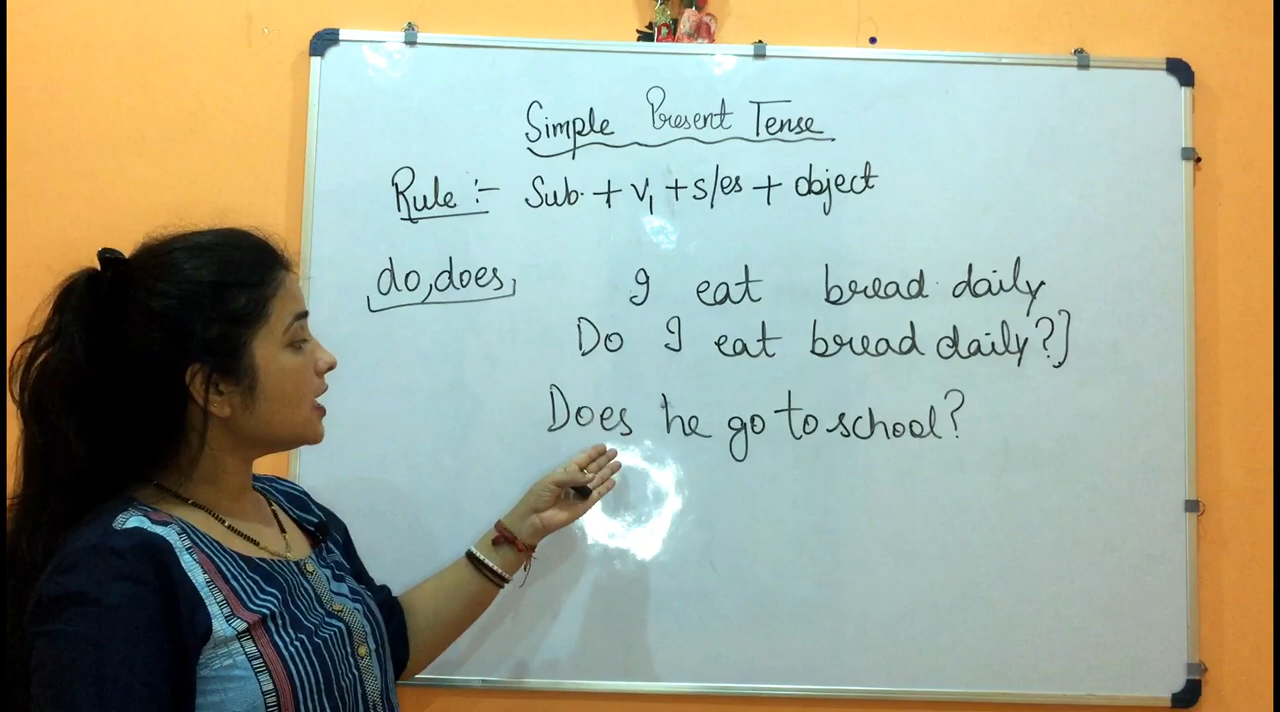 Simple Present Tense
Rule :- Sub. + V1 + s/es + object
do, does,
I eat bread daily
Do I eat bread daily?]
Does he go to school?